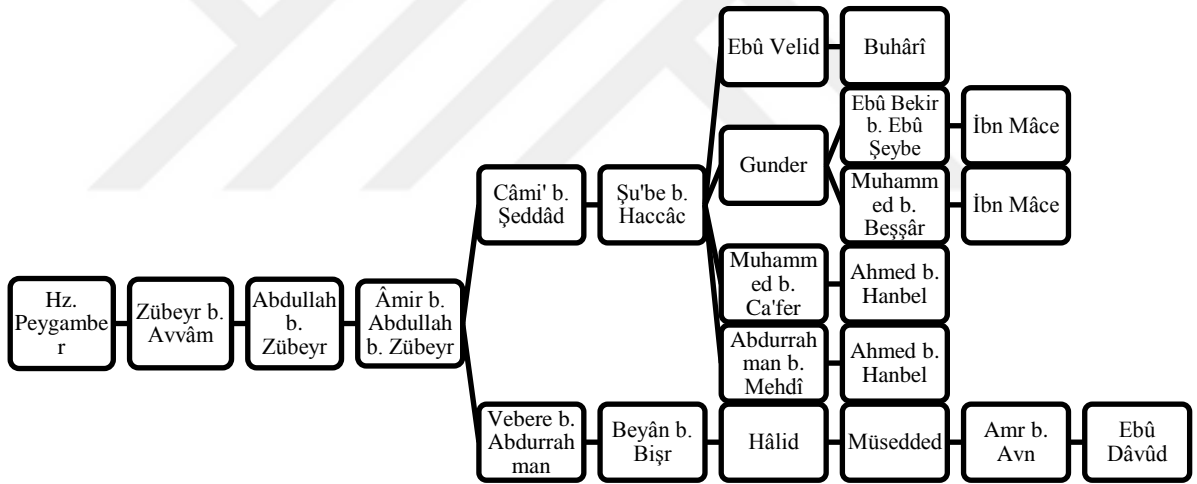 Ebû Velid
Buhârî
Ebû Bekir
b. Ebû
Şeybe
İbn Mâce
Gunder
Muhamm
ed b.
Beşşâr
İbn Mâce
Câmi' b.
Şeddâd
Şu'be b.
Haccâc
Muhamm
ed b.
Ca'fer
Ahmed b.
Hanbel
Hz.
Peygambe
r
Zübeyr b.
Avvâm
Abdullah
b.
Zübeyr
Âmir b.
Abdullah
b. Zübeyr
Abdurrah
man b.
Mehdî
Ahmed b.
Hanbel
Vebere b.
Abdurrah
man
Beyân b.
Bişr
Hâlid
Müsedded
Amr b.
Avn
Ebû
Dâvûd